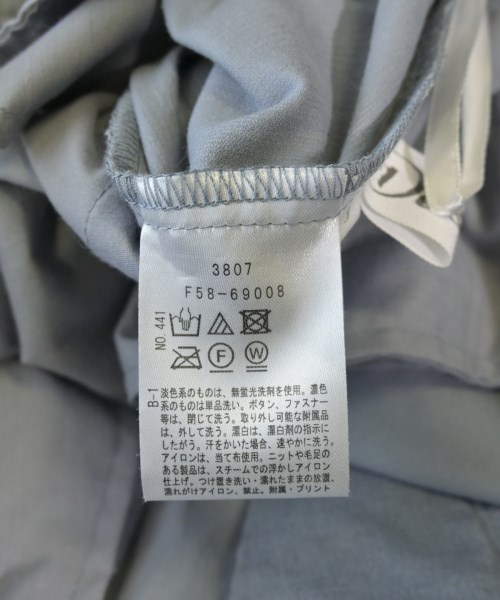 3807
F58-69008
NO. 441
F
W
B-1
淡色系のものは、無蛍光洗剤を使用。濃色
系のものは単品洗い。ボタン、ファスナー
等は、閉じて洗う。取り外し可能な附属品
は、外して洗う。漂白は、漂白剤の指示に
したがう。汗をかいた場合、速やかに洗う。
アイロンは、当て布使用。ニットや毛足の
ある製品は、スチームでの浮かしアイロン
仕上げ。つけ置き洗い・濡れたままの放置、
濡れがけアイロン、禁止。附属・プリント